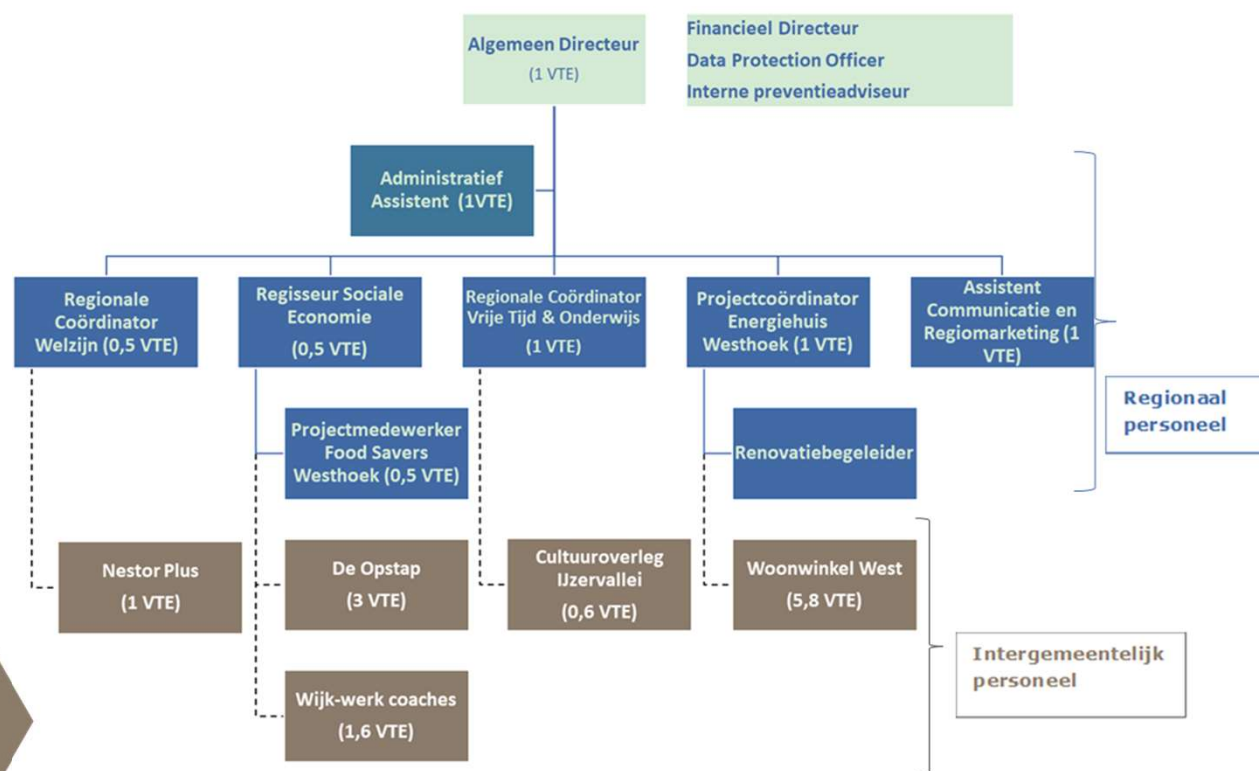 Algemeen Directeur
(1 VTE)
Financieel Directeur
Data Protection Officer
Interne preventieadviseur
Administratief
Assistent (1VTE)
Regionale
Coördinator
Welzijn (0,5 VTE)
Regisseur Sociale
Economie
(0,5 VTE)
Regionale Coördinator
Vrije Tijd & Onderwijs
(1 VTE)
Projectcoördinator
Energiehuis
Westhoek (1 VTE)
Assistent
Communicatie en
Regiomarketing (1
VTE)
Projectmedewerker
Food Savers
Westhoek (0,5 VTE)
Renovatiebegeleider
Regionaal
personeel
Nestor Plus
(1 VTE)
De Opstap
(3 VTE)
Cultuuroverleg
IJzervallei
(0,6 VTE)
Woonwinkel West
(5,8 VTE)
Wijk-werk coaches
(1,6 VTE)
Intergemeentelijk
personeel